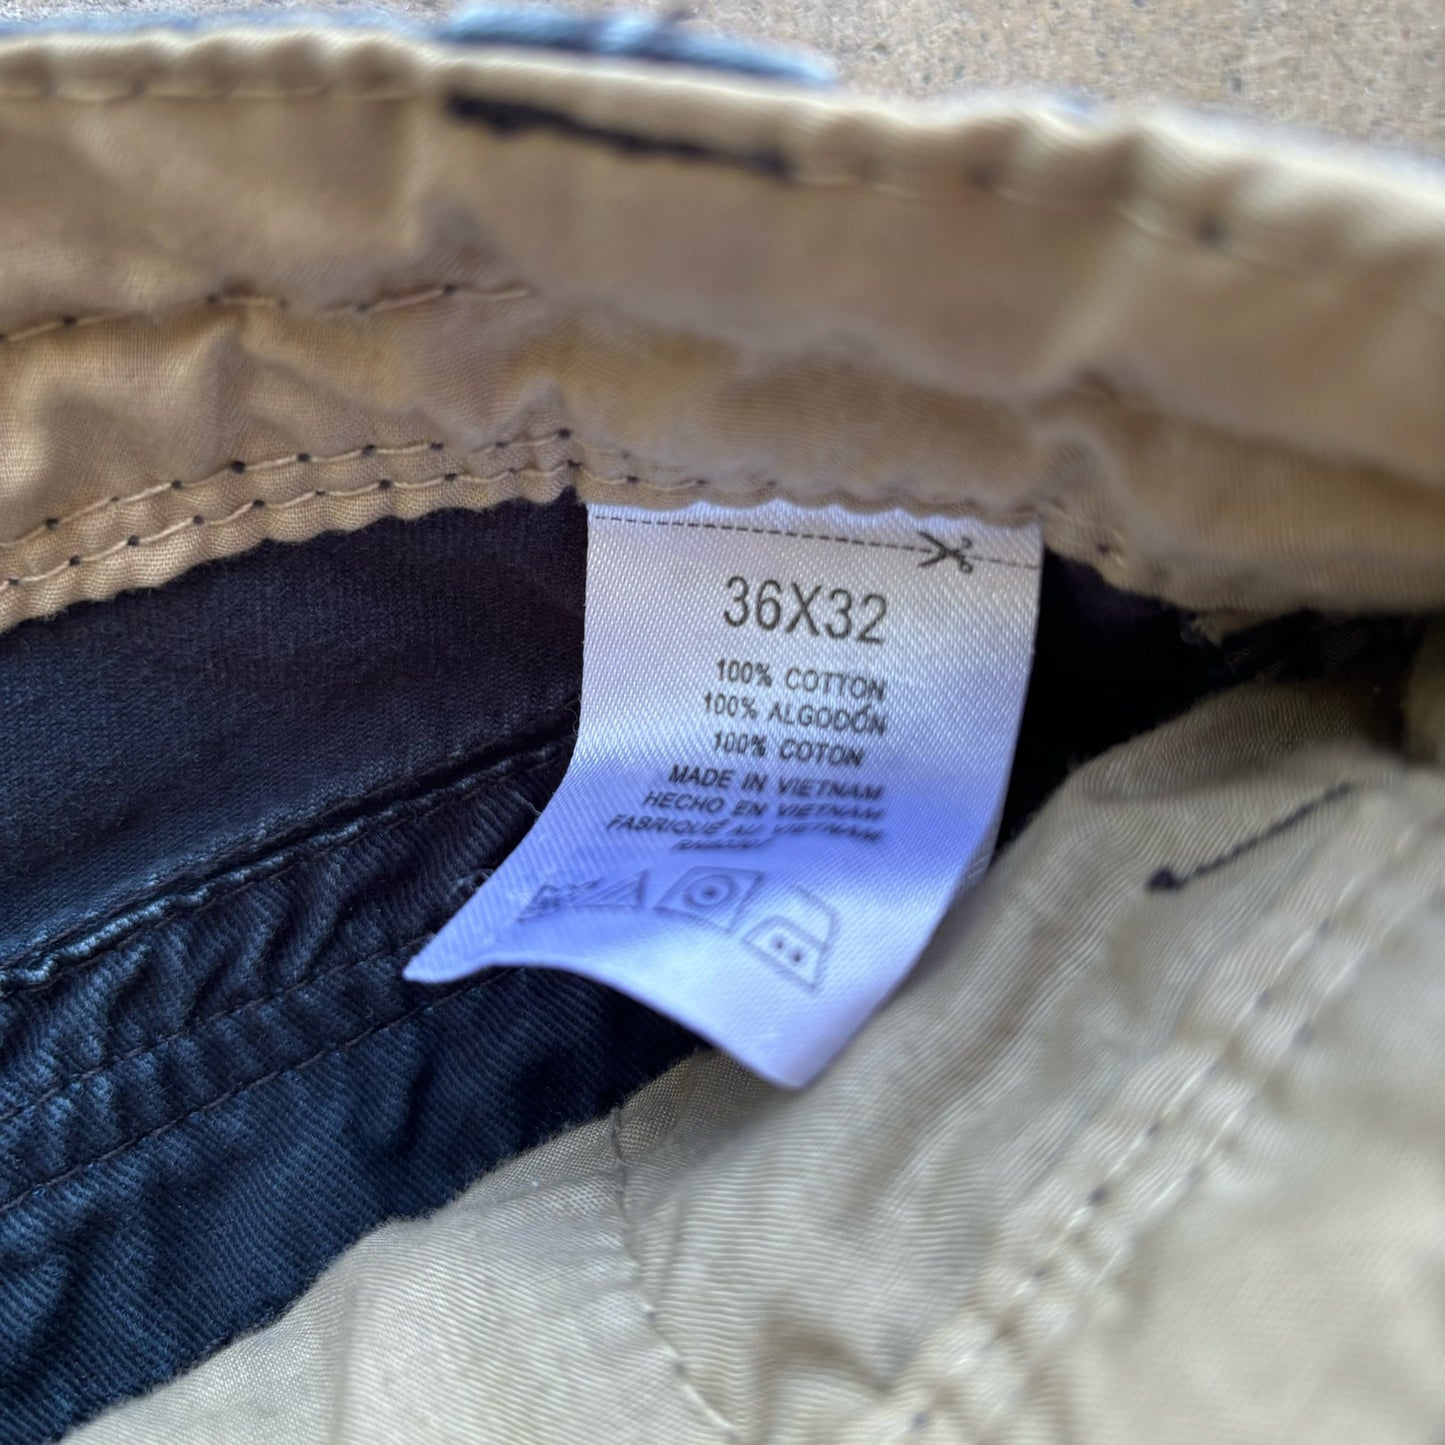 36X32
100% COTTON
100% ALGODÓN
100% COTON
MADE IN VIETNAM
HECHO EN VIETNAM
FABRIQUÉ AU VIETNAM